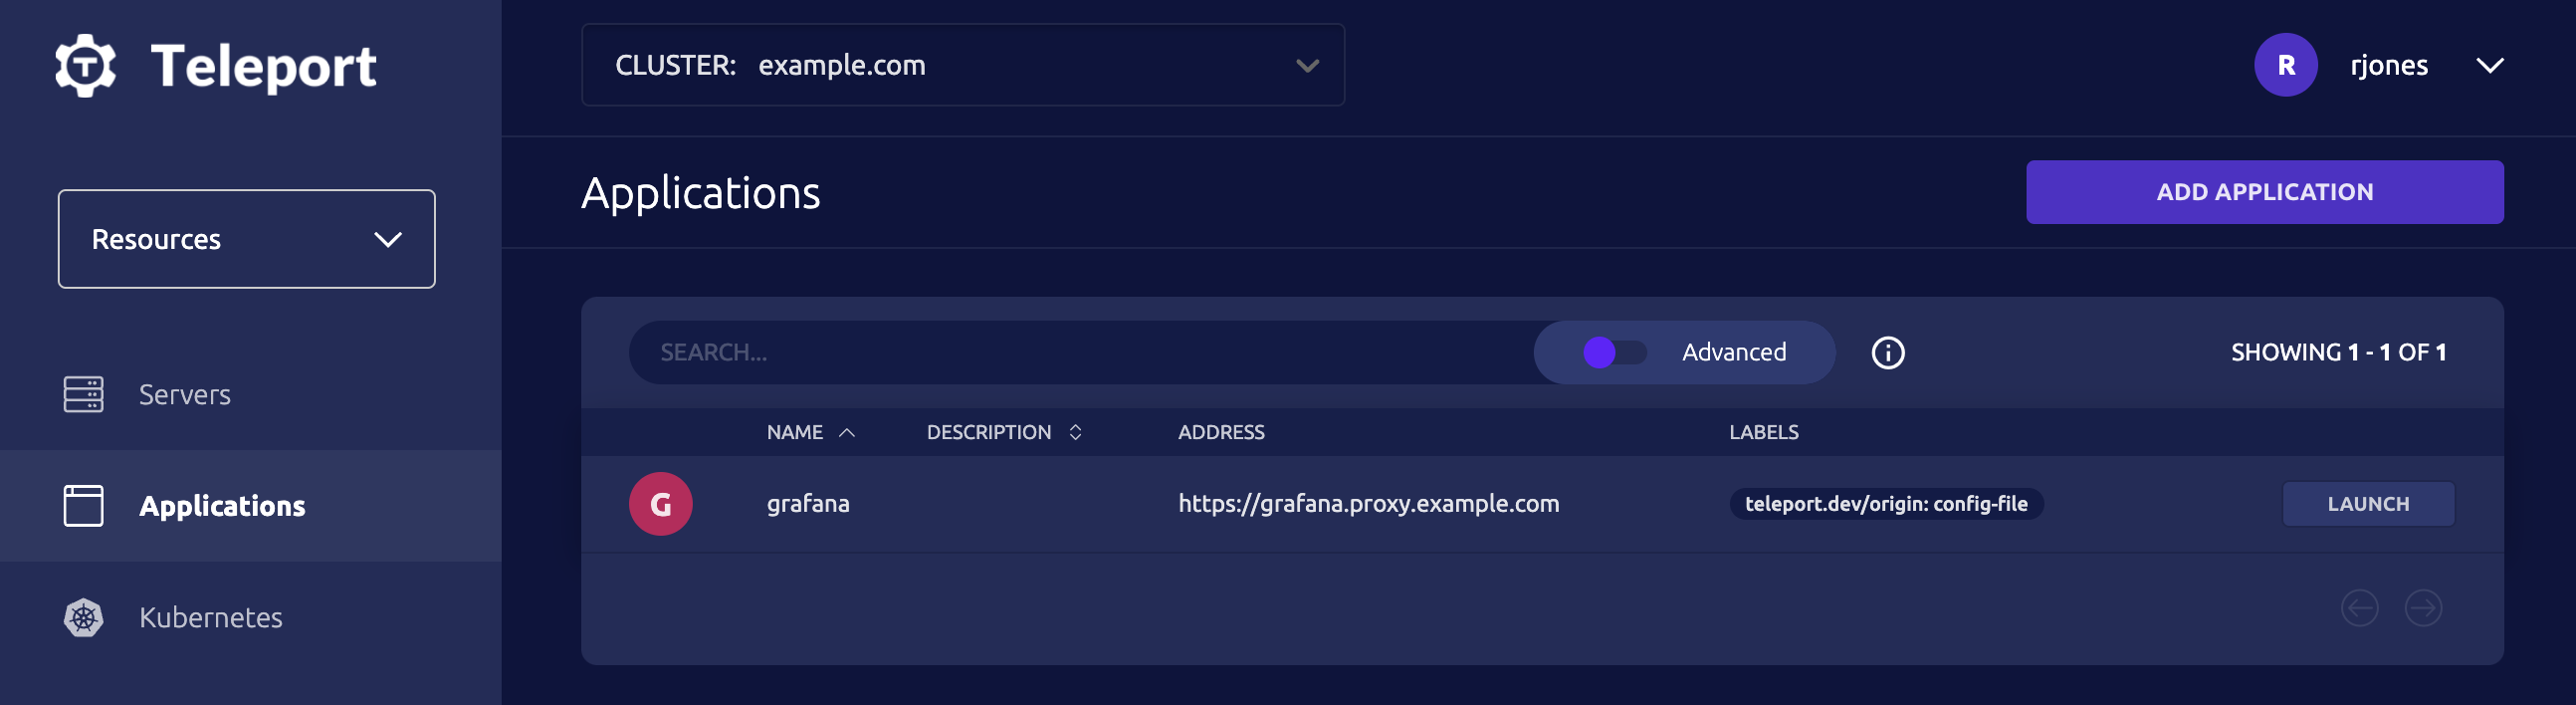 Teleport
CLUSTER: example.com
R rjones
Resources
Applications
ADD APPLICATION
SEARCH...
Advanced
SHOWING 1 - 1 OF 1
Servers
Applications
Kubernetes
NAME DESCRIPTION ADDRESS LABELS
G grafana https://grafana.proxy.example.com teleport.dev/origin: config-file LAUNCH